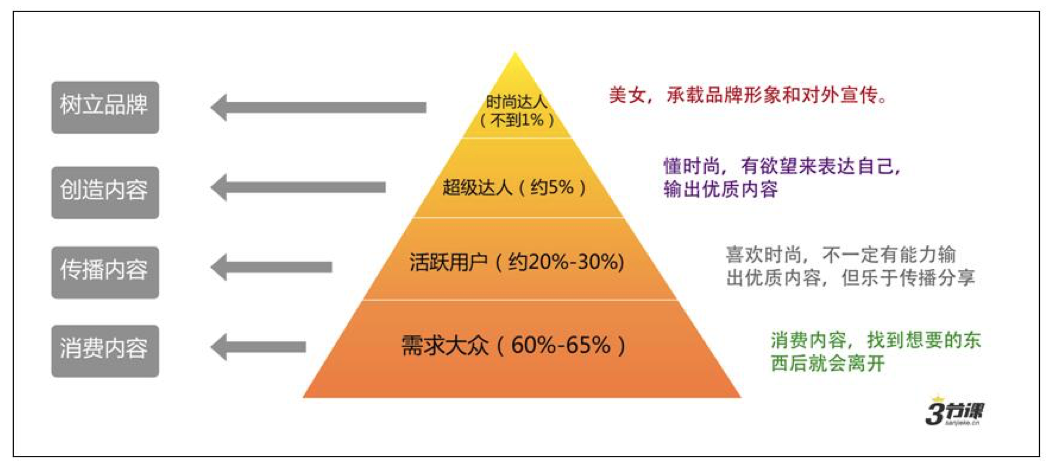 树立品牌
时尚达人
（不到1%）
美女，承载品牌形象和对外宣传。
创造内容
超级达人（约5%）
懂时尚，有欲望来表达自己，
输出优质内容
传播内容
活跃用户（约20%-30%)
喜欢时尚，不一定有能力输
出优质内容，但乐于传播分享
消费内容
需求大众（60%-65%）
消费内容，找到想要的东
西后就会离开
3节课
sanjieke.cn